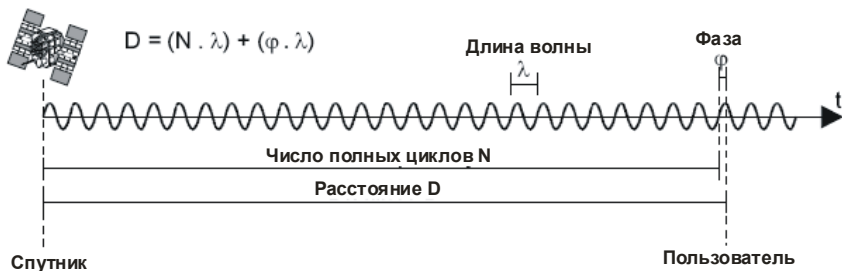 D = (N . λ) + (φ . λ)
Длина волны
λ
Фаза
φ
t
Число полных циклов N
Расстояние D
Спутник
Пользователь